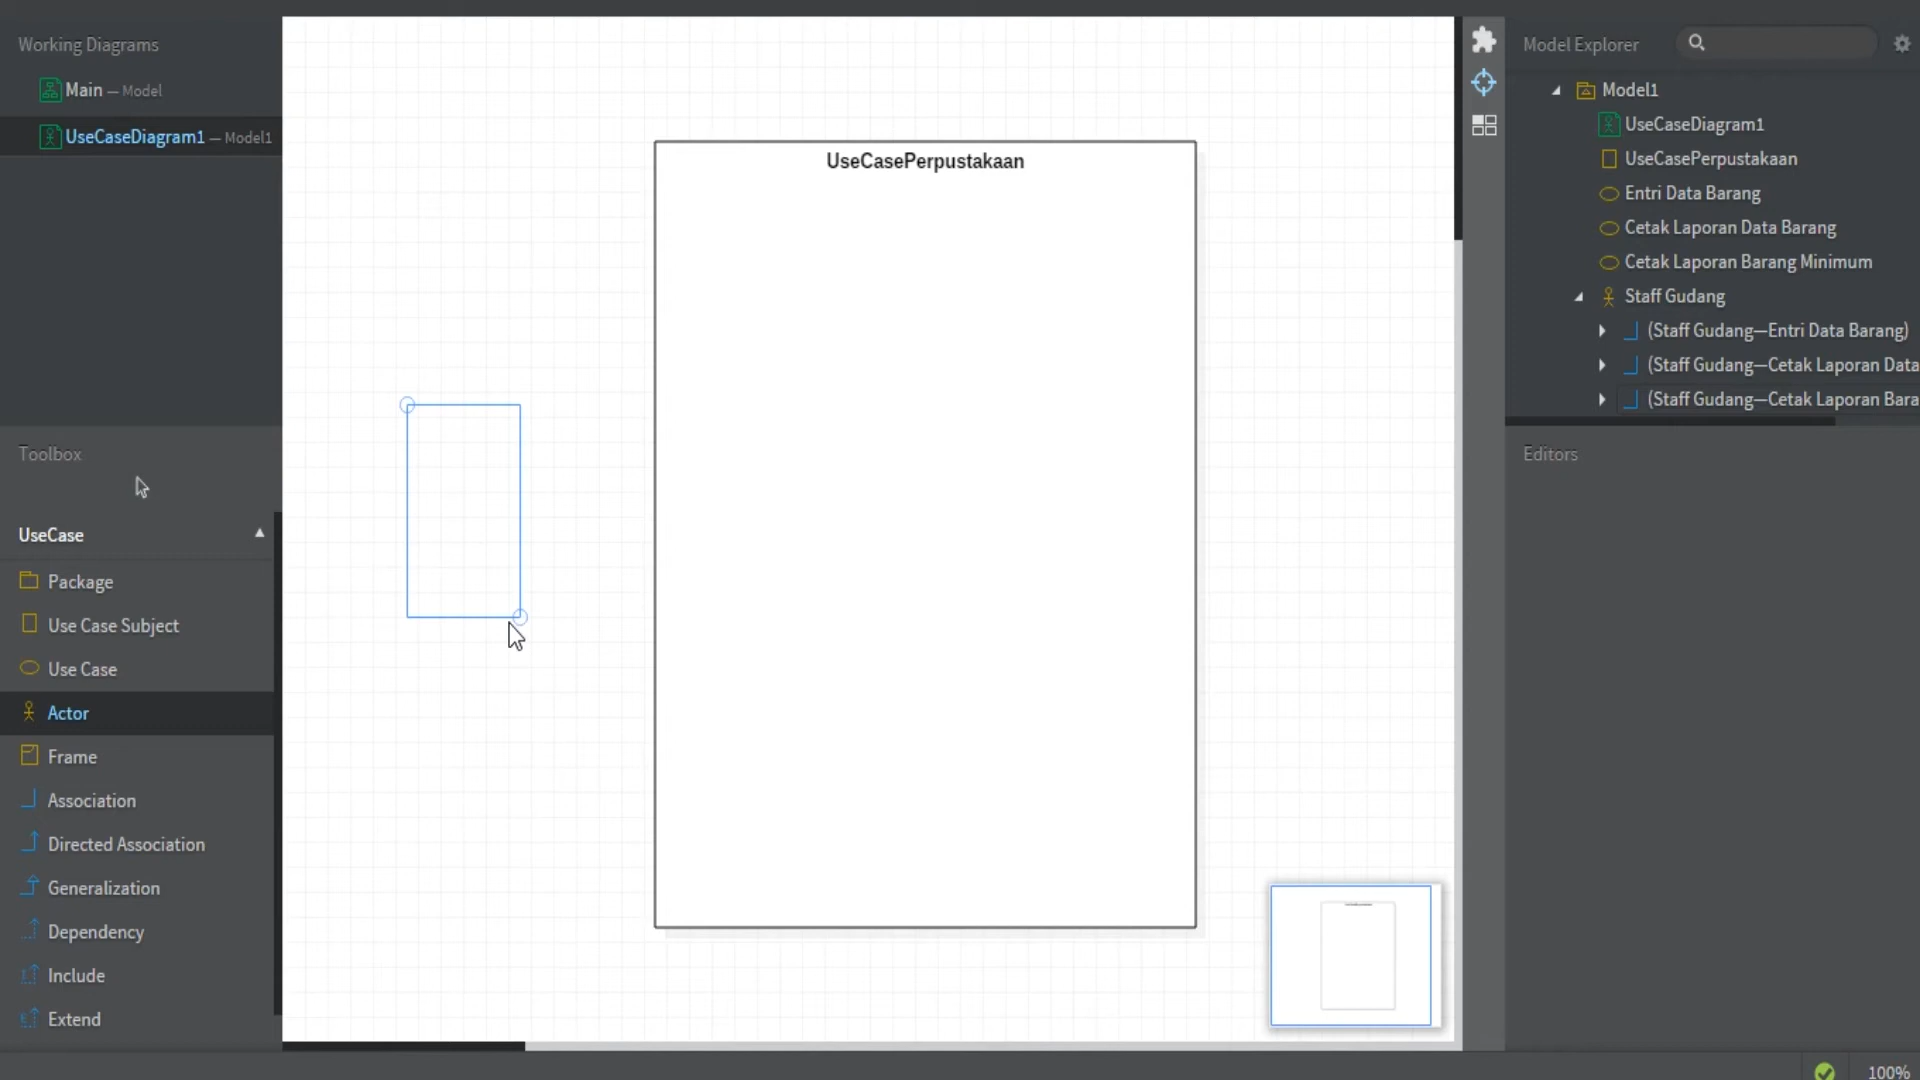 Working Diagrams
Main — Model
UseCaseDiagram1 — Model1
Toolbox
UseCase
Package
Use Case Subject
Use Case
Actor
Frame
Association
Directed Association
Generalization
Dependency
Include
Extend
UseCasePerpustakaan
Model Explorer
Model1
UseCaseDiagram1
UseCasePerpustakaan
Entri Data Barang
Cetak Laporan Data Barang
Cetak Laporan Barang Minimum
Staff Gudang
(Staff Gudang—Entri Data Barang)
(Staff Gudang—Cetak Laporan Data
(Staff Gudang—Cetak Laporan Bara
Editors
100%